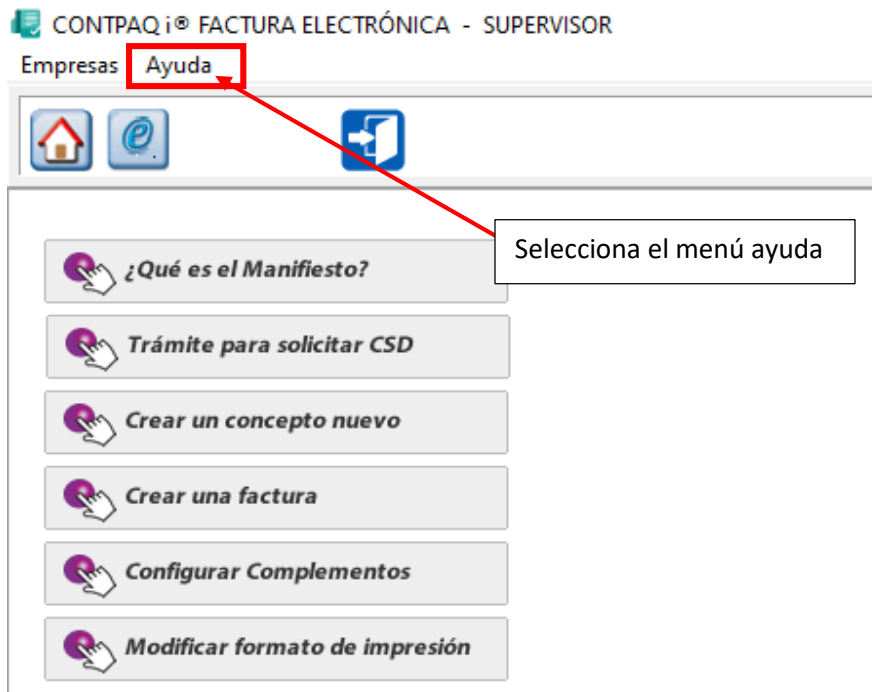 CONTPAQ i® FACTURA ELECTRÓNICA - SUPERVISOR
Empresas Ayuda
Selecciona el menú ayuda
¿Qué es el Manifiesto?
Trámite para solicitar CSD
Crear un concepto nuevo
Crear una factura
Configurar Complementos
Modificar formato de impresión